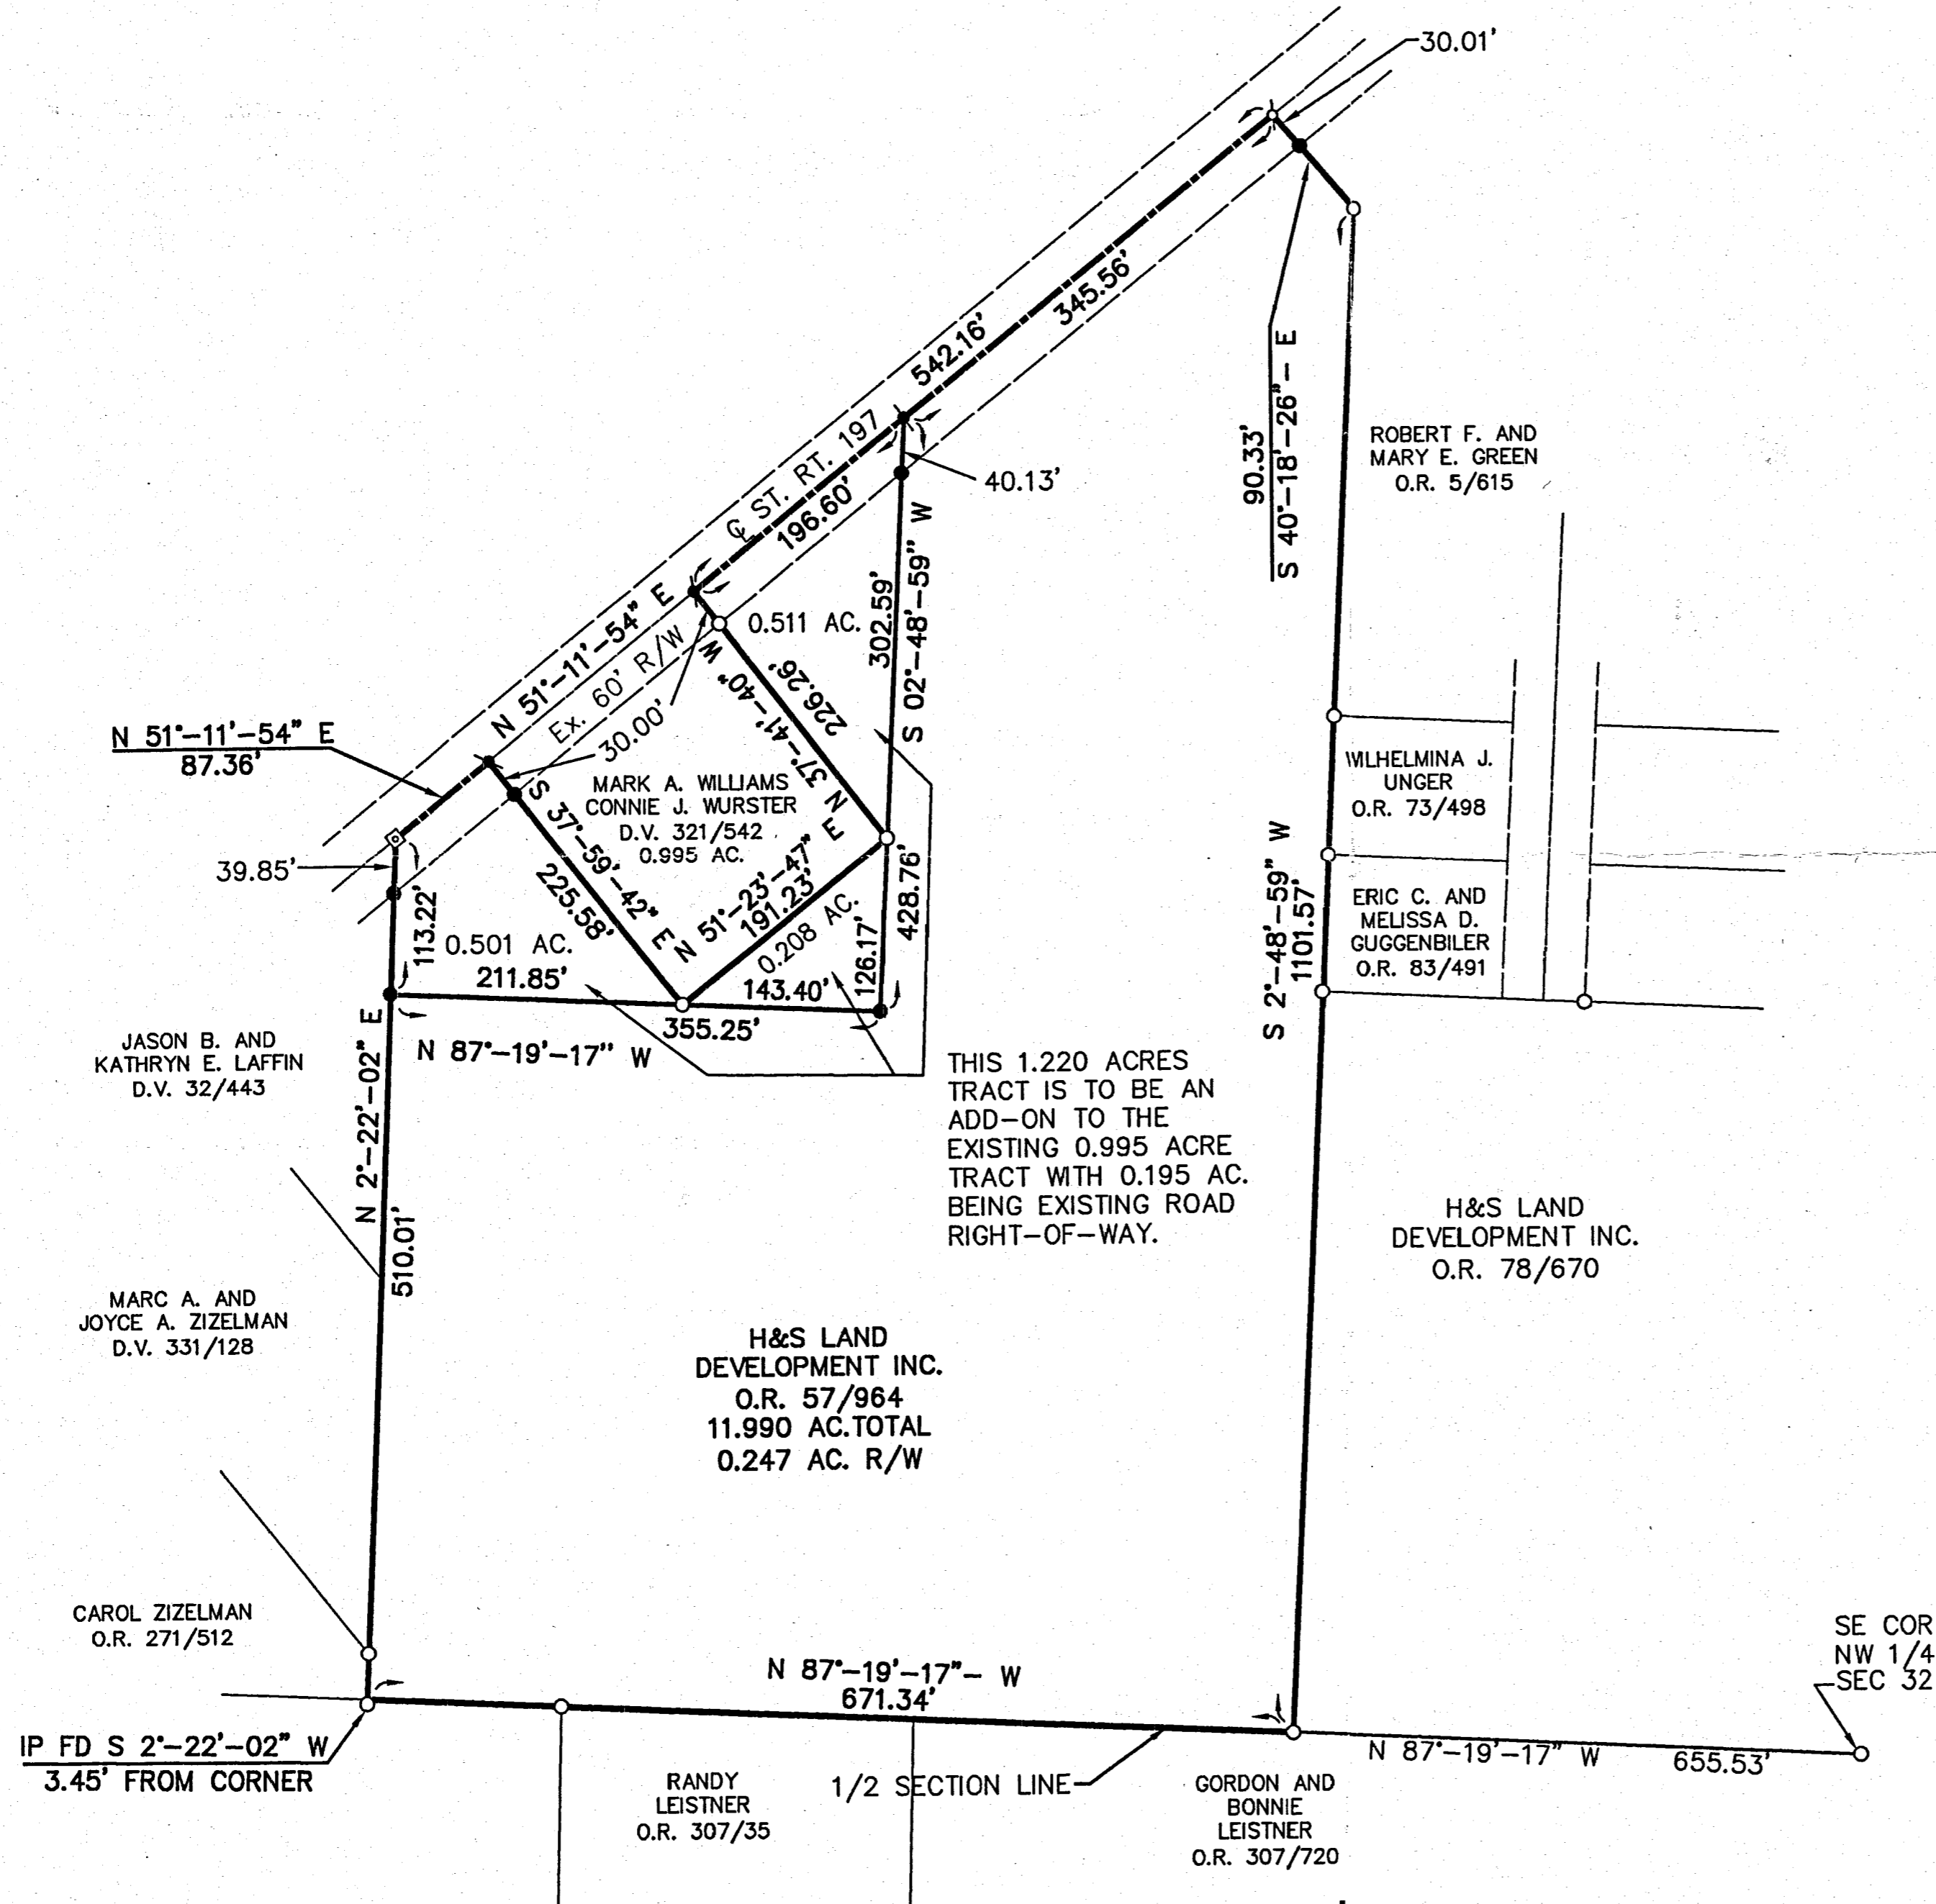 30.01'
345.56'
542.16'
℄ ST. RT. 197
196.60'
40.13'
90.33'
S 40°-18'-26"- E
ROBERT F. AND
MARY E. GREEN
O.R. 5/615
N 51°-11'-54" E
Ex. 60' R/W
30.00'
0.511 AC.
302.59'
S 02°-48'-59" W
226.26'
N 37°-41'-40" W
N 51°-11'-54" E
87.36'
MARK A. WILLIAMS
CONNIE J. WURSTER
D.V. 321/542
0.995 AC.
S 37°-59'-42" E
225.58'
N 51°-23'-47" E
191.23'
0.208 AC.
39.85'
113.22'
0.501 AC.
211.85'
143.40'
126.17'
428.76'
355.25'
N 87°-19'-17" W
WILHELMINA J.
UNGER
O.R. 73/498
ERIC C. AND
MELISSA D.
GUGGENBILER
O.R. 83/491
S 2°-48'-59" W
1101.57'
JASON B. AND
KATHRYN E. LAFFIN
D.V. 32/443
N 2°-22'-02" E
510.01'
THIS 1.220 ACRES
TRACT IS TO BE AN
ADD-ON TO THE
EXISTING 0.995 ACRE
TRACT WITH 0.195 AC.
BEING EXISTING ROAD
RIGHT-OF-WAY.
H&S LAND
DEVELOPMENT INC.
O.R. 78/670
MARC A. AND
JOYCE A. ZIZELMAN
D.V. 331/128
H&S LAND
DEVELOPMENT INC.
O.R. 57/964
11.990 AC.TOTAL
0.247 AC. R/W
CAROL ZIZELMAN
O.R. 271/512
N 87°-19'-17"- W
671.34'
SE COR
NW 1/4
SEC 32
IP FD S 2°-22'-02" W
3.45' FROM CORNER
N 87°-19'-17" W
655.53'
RANDY
LEISTNER
O.R. 307/35
1/2 SECTION LINE
GORDON AND
BONNIE
LEISTNER
O.R. 307/720